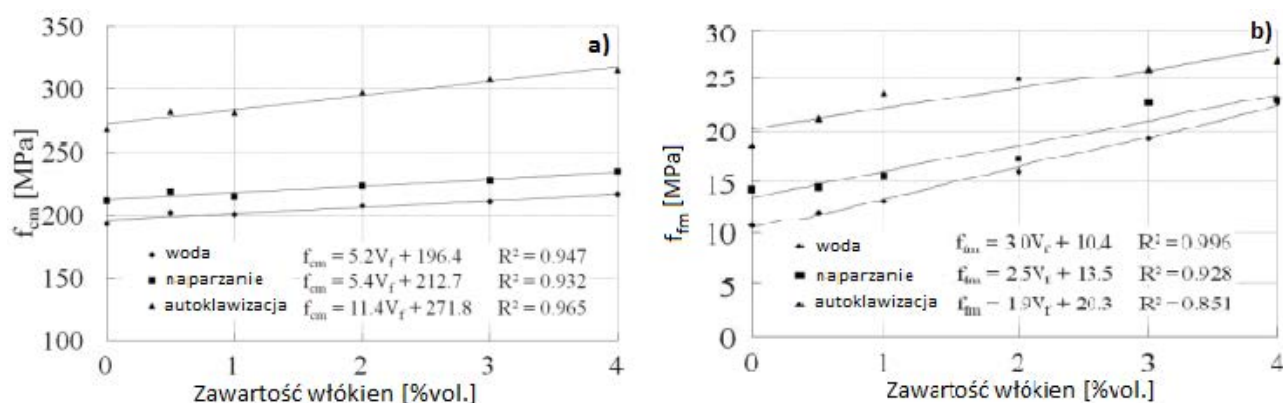 a)
350
300
250
200
150
100
f_cm [MPa]
woda f_cm = 5.2V_f + 196.4 R² = 0.947
naparzanie f_cm = 5.4V_f + 212.7 R² = 0.932
autoklawizacja f_cm = 11.4V_f + 271.8 R² = 0.965
0 1 2 3 4
Zawartość włókien [%vol.]
b)
30
25
20
15
10
5
0
f_fm [MPa]
woda f_fm = 3.0V_f + 10.4 R² = 0.996
naparzanie f_fm = 2.5V_f + 13.5 R² = 0.928
autoklawizacja f_fm = 1.9V_f + 20.3 R² = 0.851
0 1 2 3 4
Zawartość włókien [%vol.]